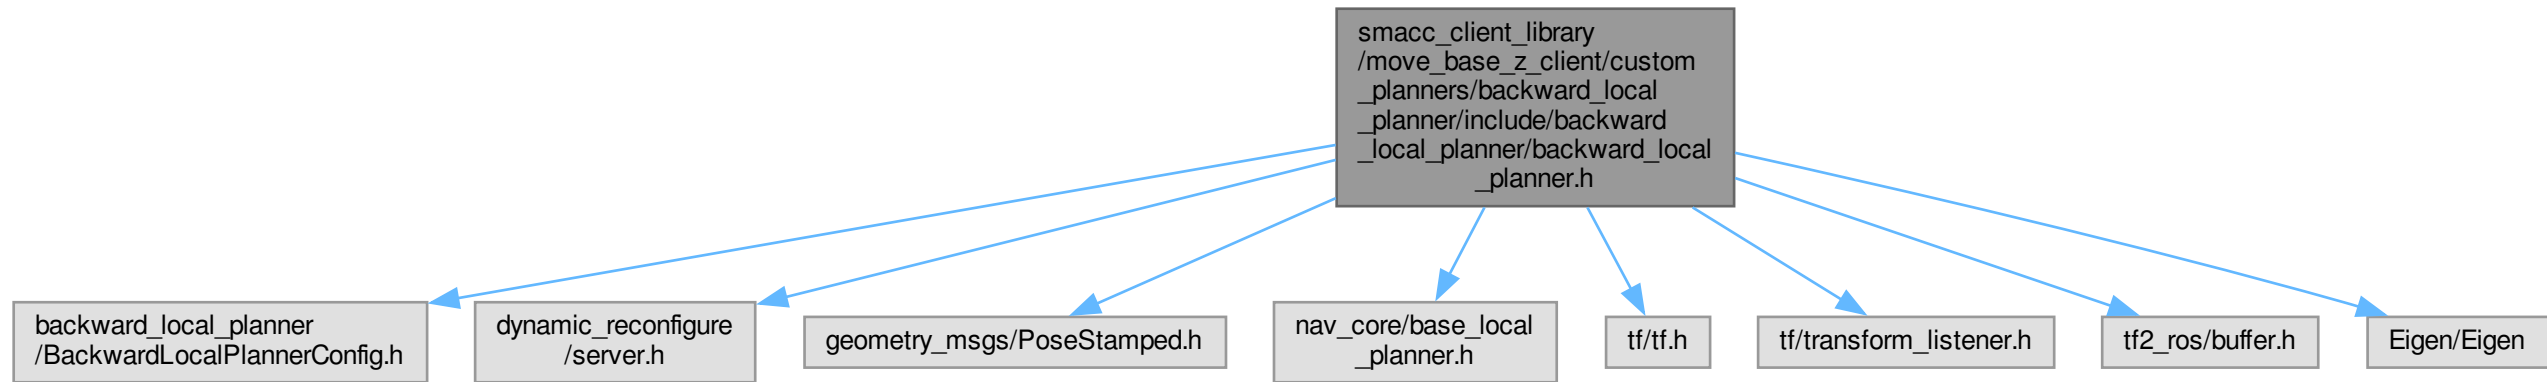 smacc_client_library
/move_base_z_client/custom
_planners/backward_local
_planner/include/backward
_local_planner/backward_local
_planner.h
backward_local_planner
/BackwardLocalPlannerConfig.h
dynamic_reconfigure
/server.h
geometry_msgs/PoseStamped.h
nav_core/base_local
_planner.h
tf/tf.h
tf/transform_listener.h
tf2_ros/buffer.h
Eigen/Eigen